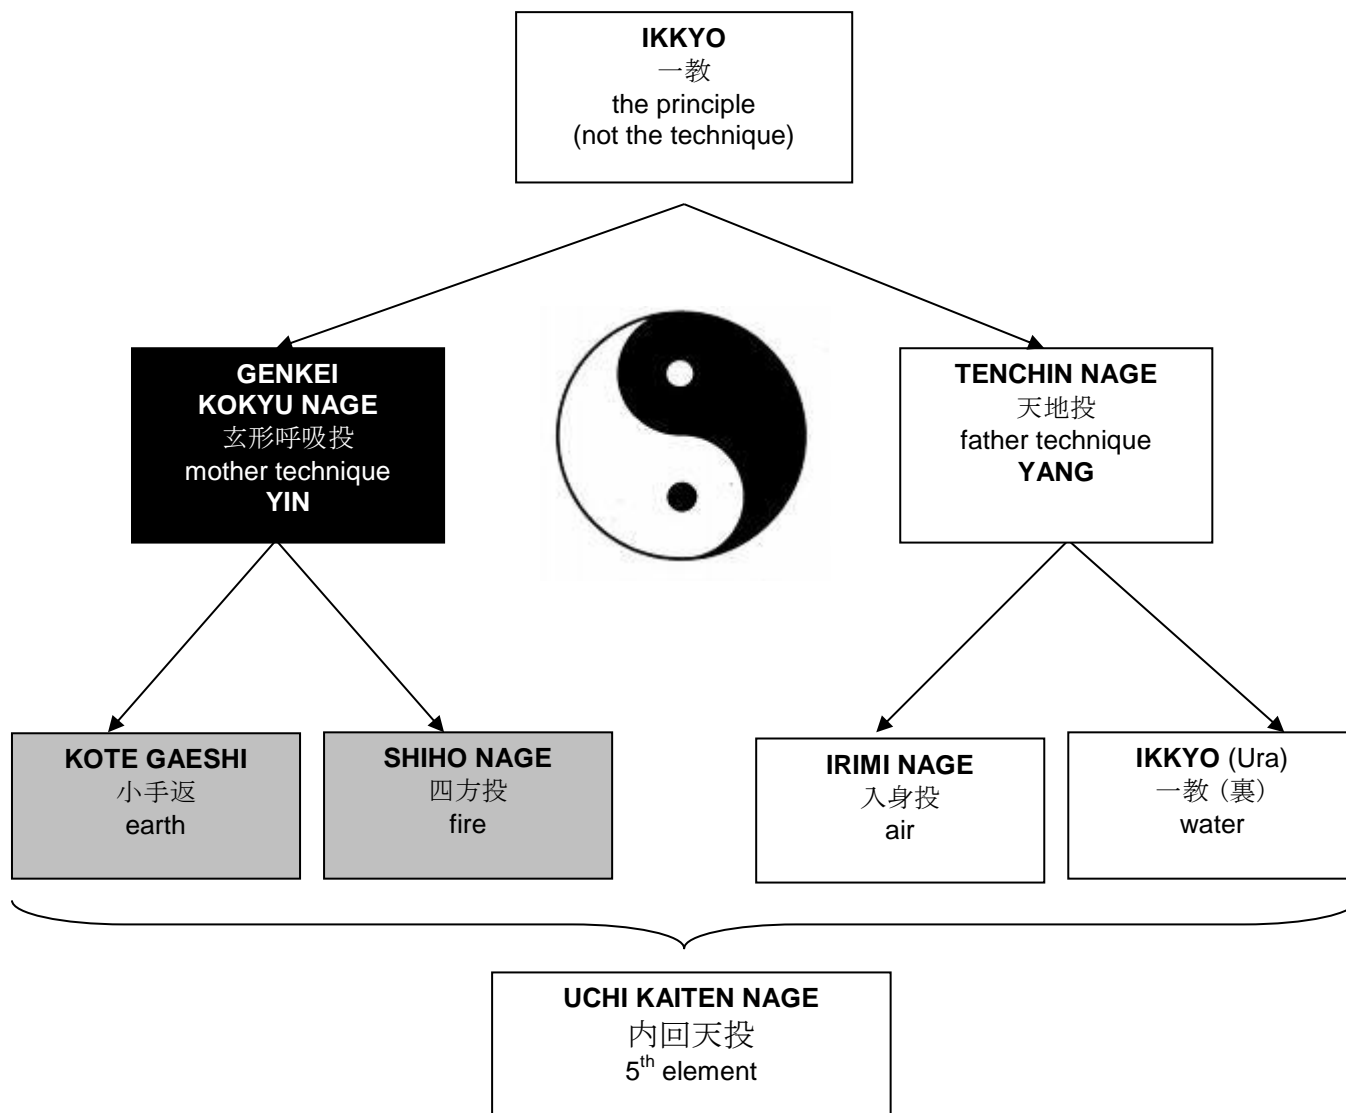 IKKYO
一教
the principle
(not the technique)
GENKEI
KOKYU NAGE
玄形呼吸投
mother technique
YIN
TENCHIN NAGE
天地投
father technique
YANG
KOTE GAESHI
小手返
earth
SHIHO NAGE
四方投
fire
IRIMI NAGE
入身投
air
IKKYO (Ura)
一教 (裏)
water
UCHI KAITEN NAGE
内回天投
5th element